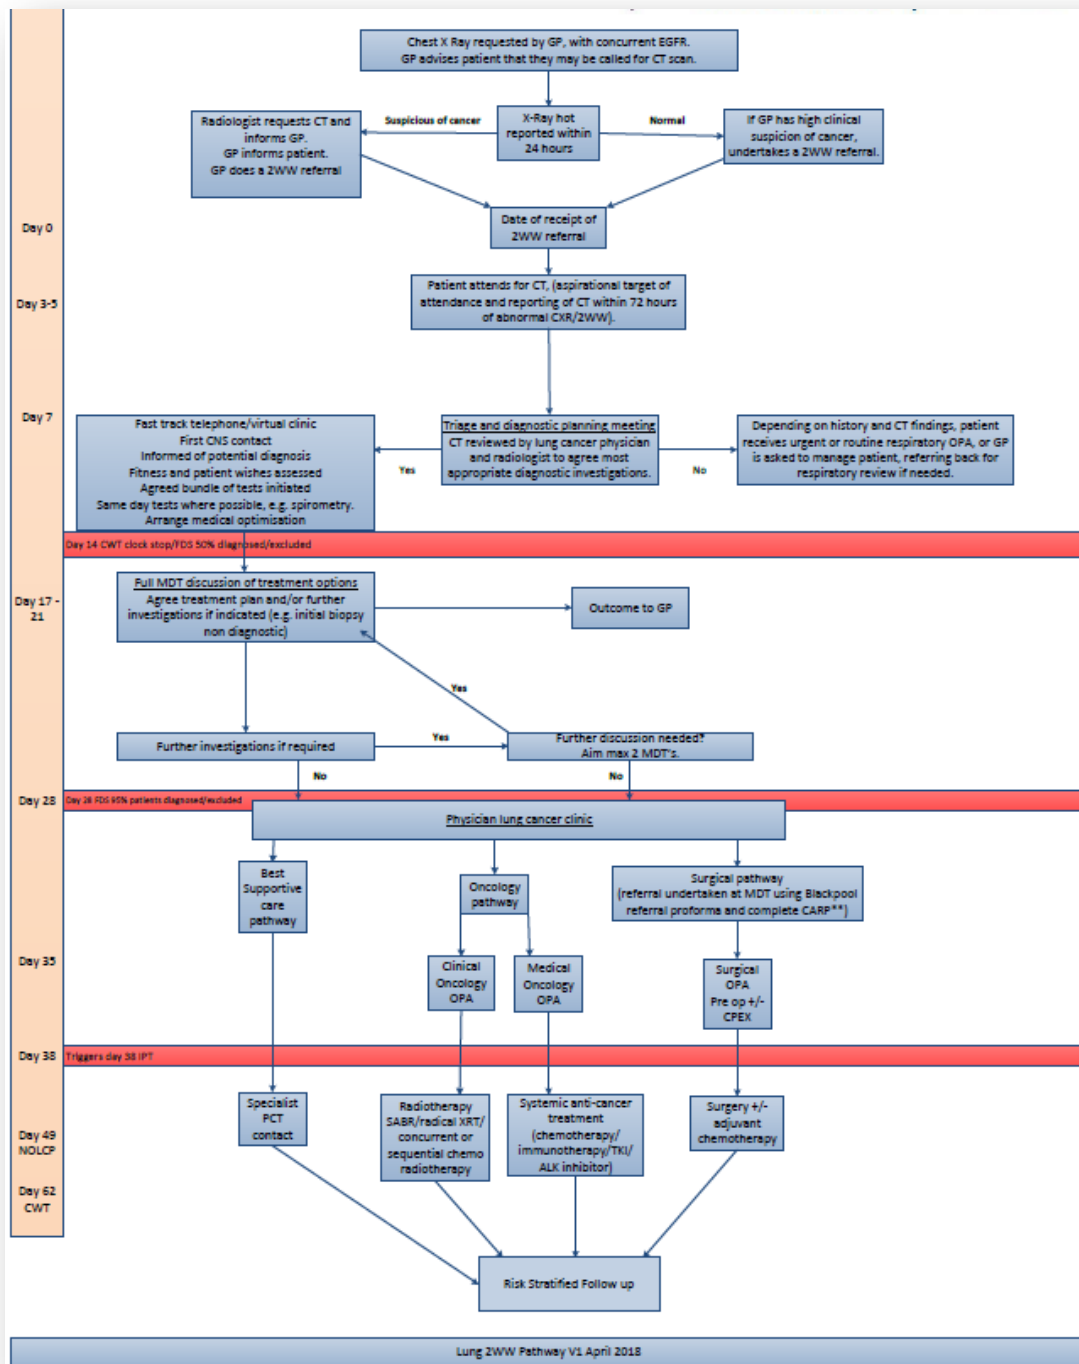 Chest X Ray requested by GP, with concurrent EGFR.
GP advises patient that they may be called for CT scan.
Radiologist requests CT and
informs GP.
GP informs patient.
GP does a 2WW referral
Suspicious of cancer
X-Ray hot
reported within
24 hours
Normal
If GP has high clinical
suspicion of cancer,
undertakes a 2WW referral.
Day 0
Date of receipt of
2WW referral
Day 3-5
Patient attends for CT, (aspirational target of
attendance and reporting of CT within 72 hours
of abnormal CXR/2WW).
Day 7
Fast track telephone/virtual clinic
First CNS contact
Informed of potential diagnosis
Fitness and patient wishes assessed
Agreed bundle of tests initiated
Same day tests where possible, e.g. spirometry.
Arrange medical optimisation
Yes
Triage and diagnostic planning meeting
CT reviewed by lung cancer physician
and radiologist to agree most
appropriate diagnostic investigations.
No
Depending on history and CT findings, patient
receives urgent or routine respiratory OPA, or GP
is asked to manage patient, referring back for
respiratory review if needed.
Day 14 CWT clock stop/FDS 50% diagnosed/excluded
Day 17 -
21
Full MDT discussion of treatment options
Agree treatment plan and/or further
investigations if indicated (e.g. initial biopsy
non diagnostic)
Outcome to GP
Yes
Further investigations if required
Yes
Further discussion needed?
Aim max 2 MDT's.
No
No
Day 28
Day 28 FDS 95% patients diagnosed/excluded
Physician lung cancer clinic
Best
Supportive
care
pathway
Oncology
pathway
Surgical pathway
(referral undertaken at MDT using Blackpool
referral proforma and complete CARP**)
Day 35
Clinical
Oncology
OPA
Medical
Oncology
OPA
Surgical
OPA
Pre op +/-
CPEX
Day 38
Triggers day 38 IPT
Specialist
PCT
contact
Radiotherapy
SABR/radical XRT/
concurrent or
sequential chemo
radiotherapy
Systemic anti-cancer
treatment
(chemotherapy/
immunotherapy/TKI/
ALK inhibitor)
Surgery +/-
adjuvant
chemotherapy
Day 49
NOLCP
Day 62
CWT
Risk Stratified Follow up
Lung 2WW Pathway V1 April 2018